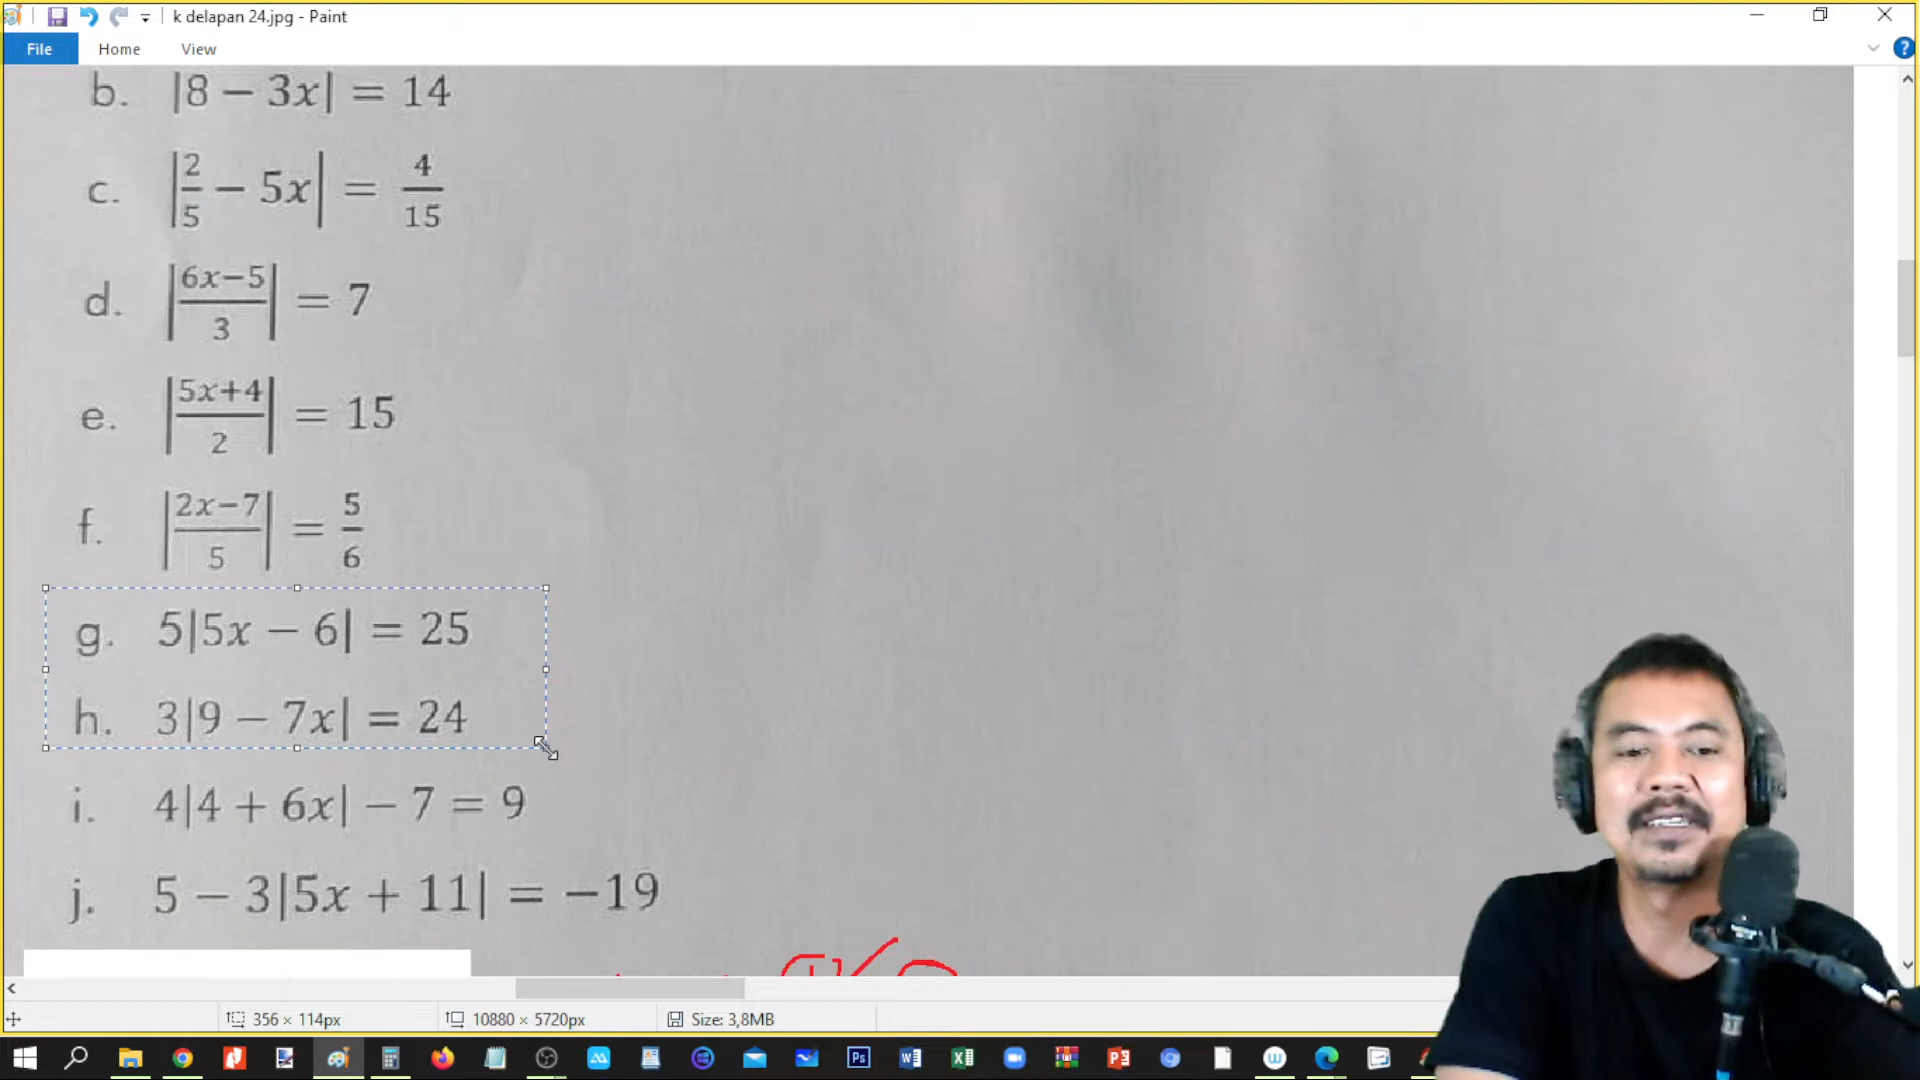 k delapan 24.jpg - Paint
File Home View
b. |8 − 3x| = 14
c. |2/5 − 5x| = 4/15
d. |6x−5/3| = 7
e. |5x+4/2| = 15
f. |2x−7/5| = 5/6
g. 5|5x − 6| = 25
h. 3|9 − 7x| = 24
i. 4|4 + 6x| − 7 = 9
j. 5 − 3|5x + 11| = −19
356 × 114px 10880 × 5720px Size: 3,8MB